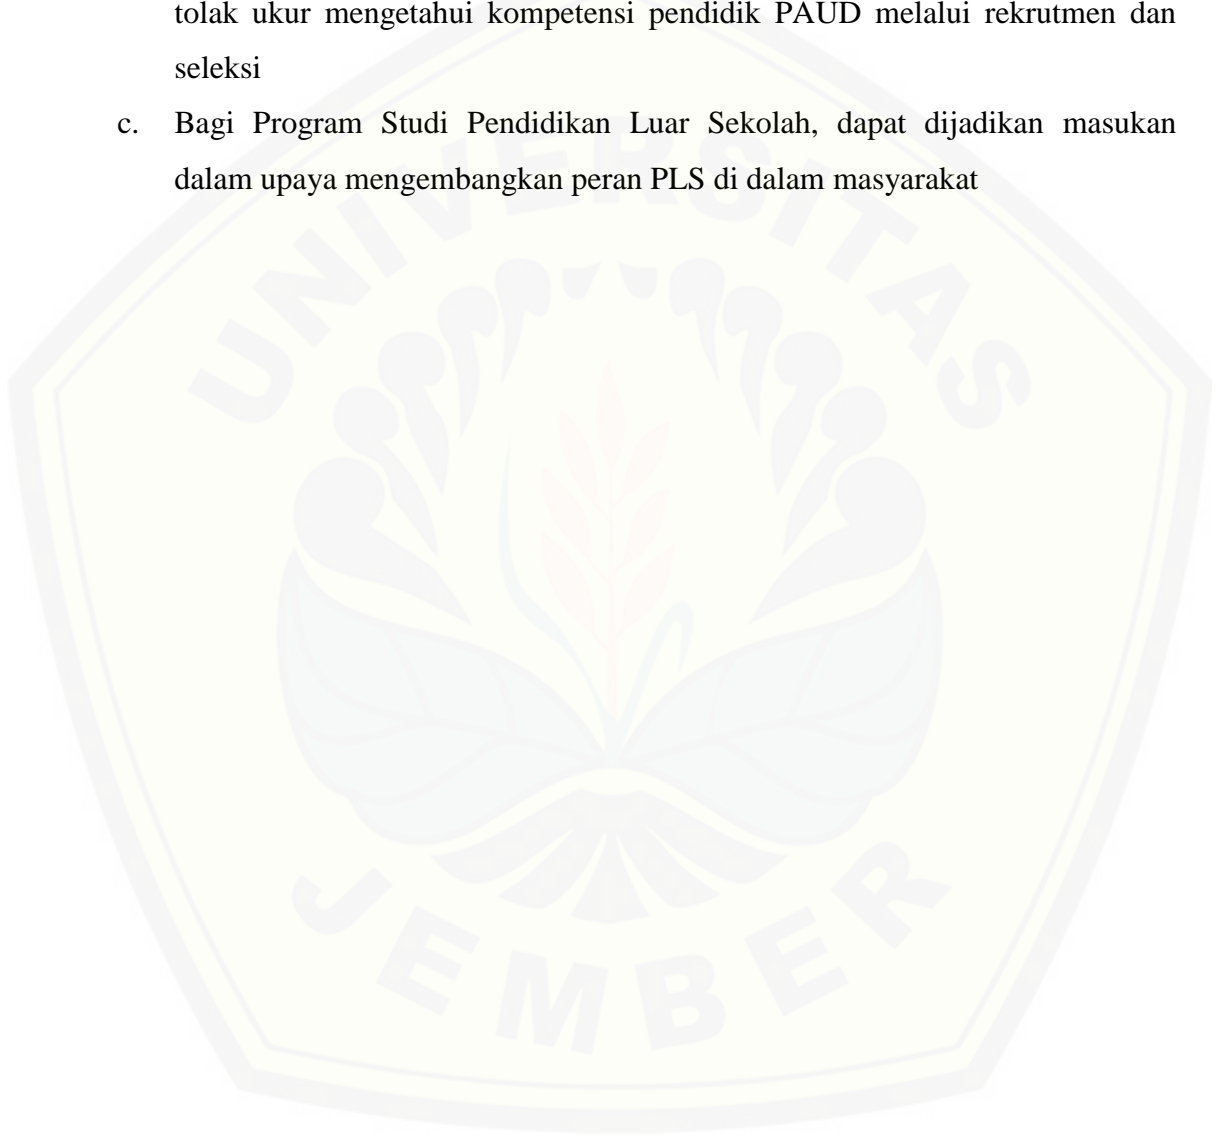 tolak ukur mengetahui kompetensi pendidik PAUD melalui rekrutmen dan
seleksi
c. Bagi Program Studi Pendidikan Luar Sekolah, dapat dijadikan masukan
dalam upaya mengembangkan peran PLS di dalam masyarakat
UNIVERSITAS
JEMBER